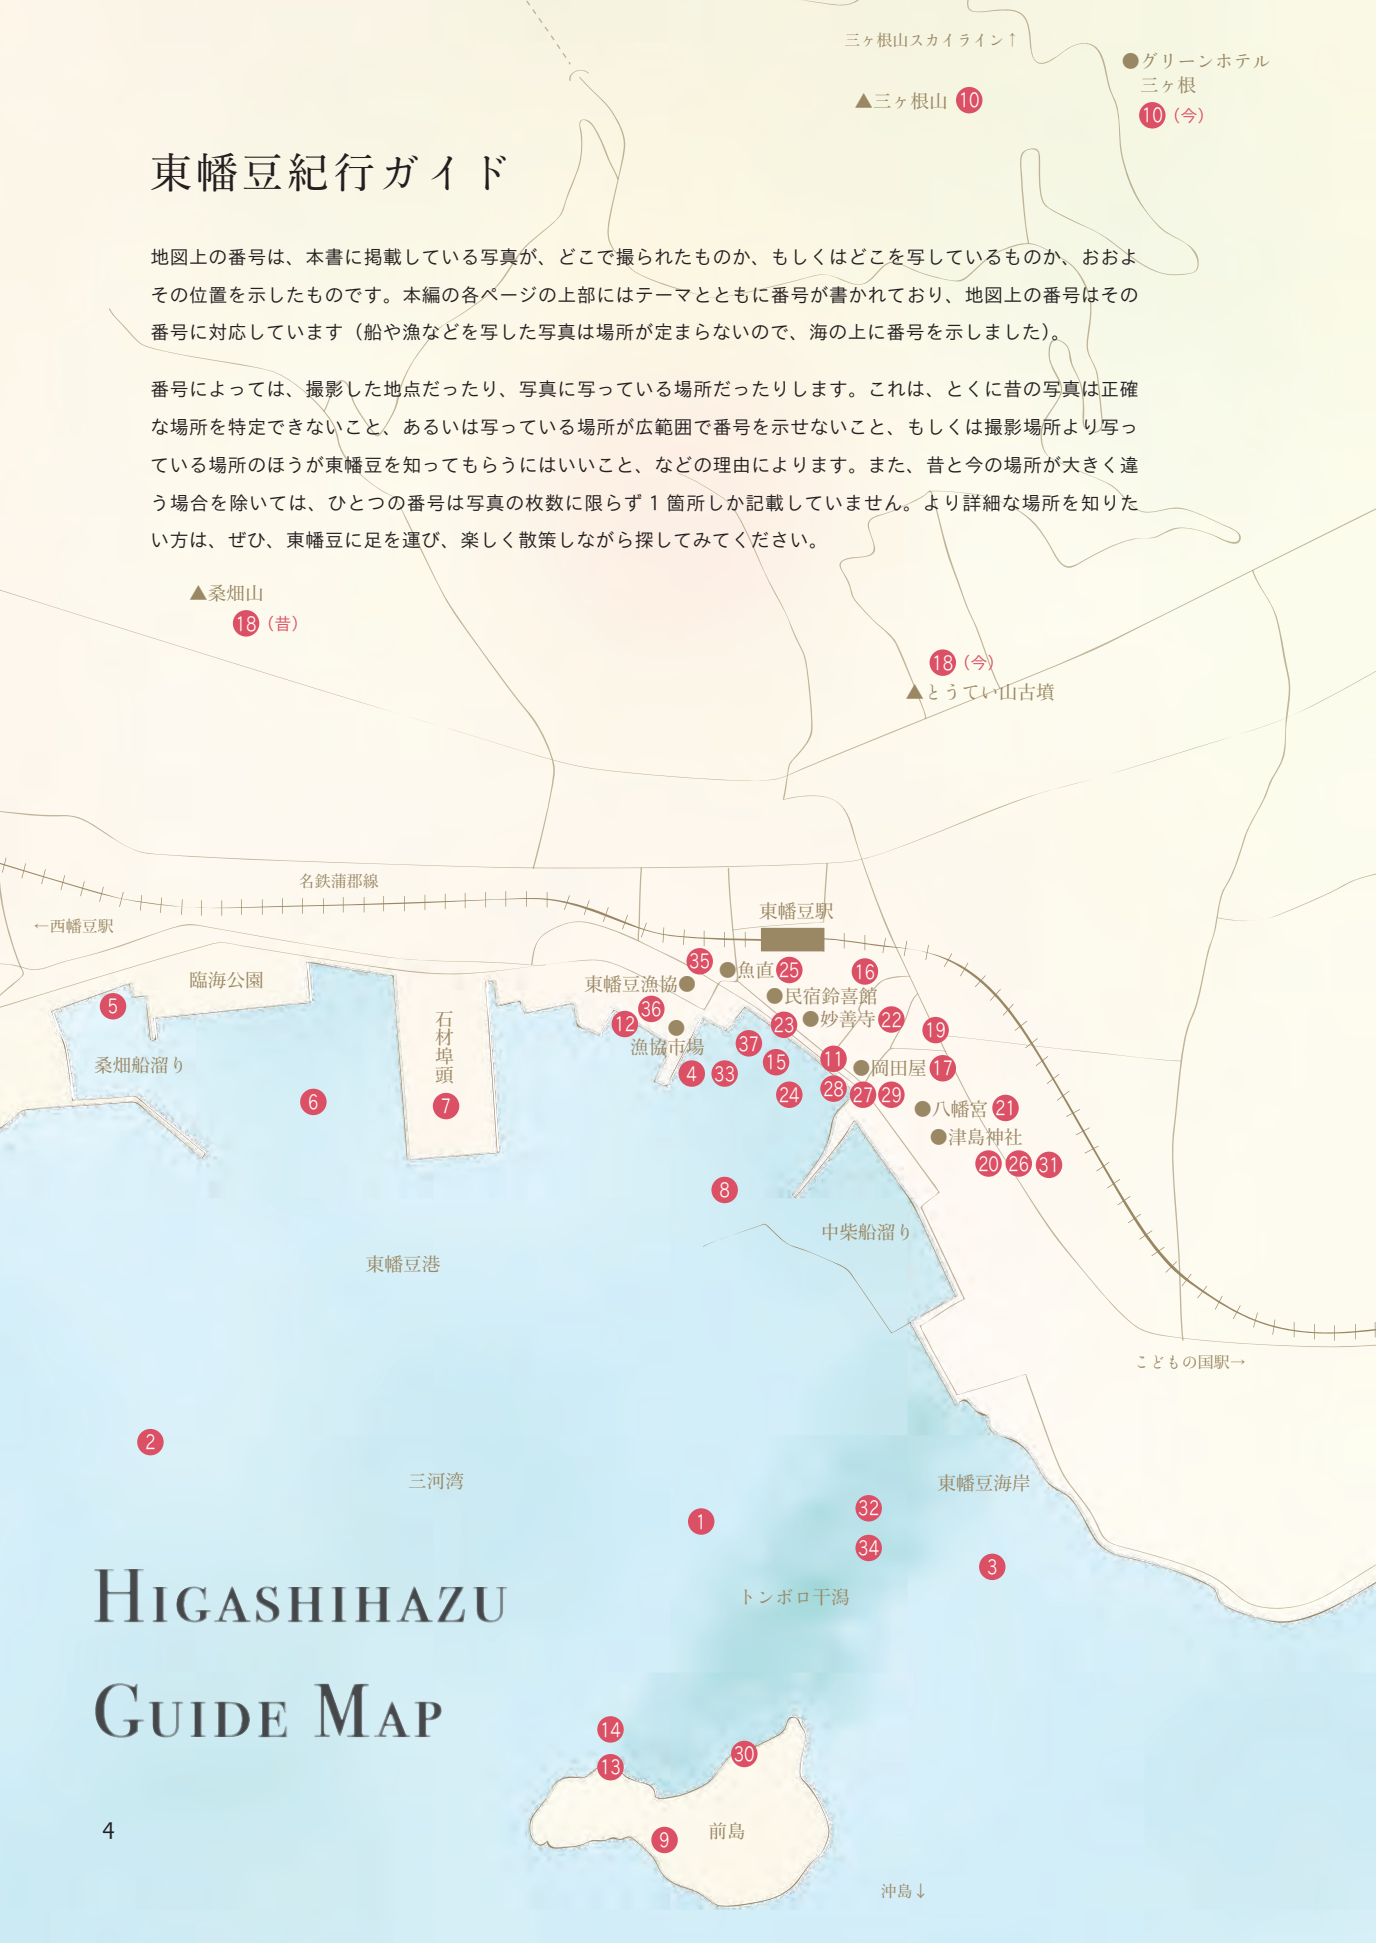 三ヶ根山スカイライン↑
●グリーンホテル
三ヶ根
▲三ヶ根山 10
10（今）
東幡豆紀行ガイド
地図上の番号は、本書に掲載している写真が、どこで撮られたものか、もしくはどこを写しているものか、おおよ
その位置を示したものです。本編の各ページの上部にはテーマとともに番号が書かれており、地図上の番号はその
番号に対応しています（船や漁などを写した写真は場所が定まらないので、海の上に番号を示しました）。
番号によっては、撮影した地点だったり、写真に写っている場所だったりします。これは、とくに昔の写真は正確
な場所を特定できないこと、あるいは写っている場所が広範囲で番号を示せないこと、もしくは撮影場所より写っ
ている場所のほうが東幡豆を知ってもらうにはいいこと、などの理由によります。また、昔と今の場所が大きく違
う場合を除いては、ひとつの番号は写真の枚数に限らず 1 箇所しか記載していません。より詳細な場所を知りた
い方は、ぜひ、東幡豆に足を運び、楽しく散策しながら探してみてください。
▲桑畑山
18（昔）
18（今）
▲とうてい山古墳
名鉄蒲郡線
←西幡豆駅
東幡豆駅
臨海公園
35
●魚直 25
16
東幡豆漁協●
●民宿鈴喜館
5
36
12
23
●妙善寺 22
19
石材埠頭
漁協市場
37
15
11
●岡田屋 17
桑畑船溜り
4
33
6
7
24
28
27
29
●八幡宮 21
●津島神社
20
26
31
8
中柴船溜り
東幡豆港
こどもの国駅→
2
三河湾
東幡豆海岸
1
32
34
3
トンボロ干潟
HIGASHIHAZU
GUIDE MAP
14
13
30
9
前島
4
沖島↓